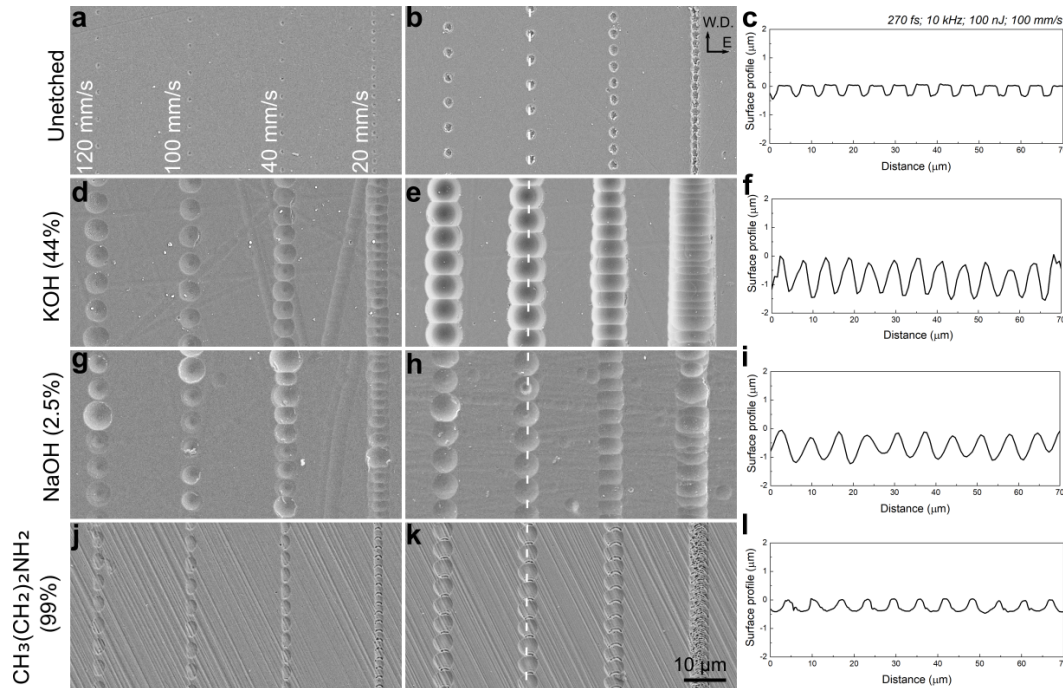 a
b
c
270 fs; 10 kHz; 100 nJ; 100 mm/s
W.D.
E
Unetched
120 mm/s
100 mm/s
40 mm/s
20 mm/s
Surface profile (μm)
2
1
0
-1
-2
0 10 20 30 40 50 60 70
Distance (μm)
d
e
f
KOH (44%)
Surface profile (μm)
2
1
0
-1
-2
0 10 20 30 40 50 60 70
Distance (μm)
g
h
i
NaOH (2.5%)
Surface profile (μm)
2
1
0
-1
-2
0 10 20 30 40 50 60 70
Distance (μm)
j
k
l
CH₃(CH₂)₂NH₂
(99%)
10 μm
Surface profile (μm)
2
1
0
-1
-2
0 10 20 30 40 50 60 70
Distance (μm)